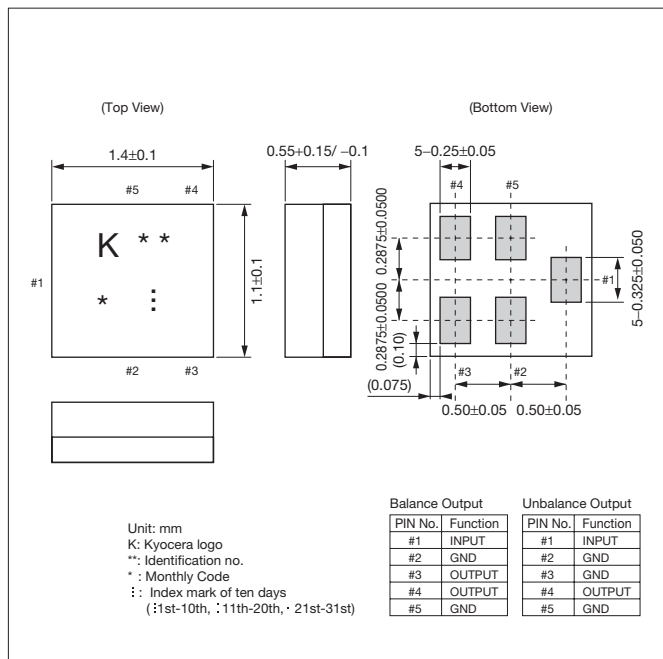 (Top View)
(Bottom View)
1.4±0.1
0.55+0.15/ −0.1
5−0.25±0.05
#5
#4
#4
#5
K **
* ⁝
#1
1.1±0.1
0.2875±0.0500
0.2875±0.0500
(0.10)
(0.075)
#1
5−0.325±0.050
#2
#3
#3
#2
0.50±0.05
0.50±0.05
Unit: mm
K: Kyocera logo
**: Identification no.
* : Monthly Code
⁝ : Index mark of ten days
(⁝1st-10th, :11th-20th, · 21st-31st)
Balance Output
PIN No. Function
#1 INPUT
#2 GND
#3 OUTPUT
#4 OUTPUT
#5 GND
Unbalance Output
PIN No. Function
#1 INPUT
#2 GND
#3 GND
#4 OUTPUT
#5 GND